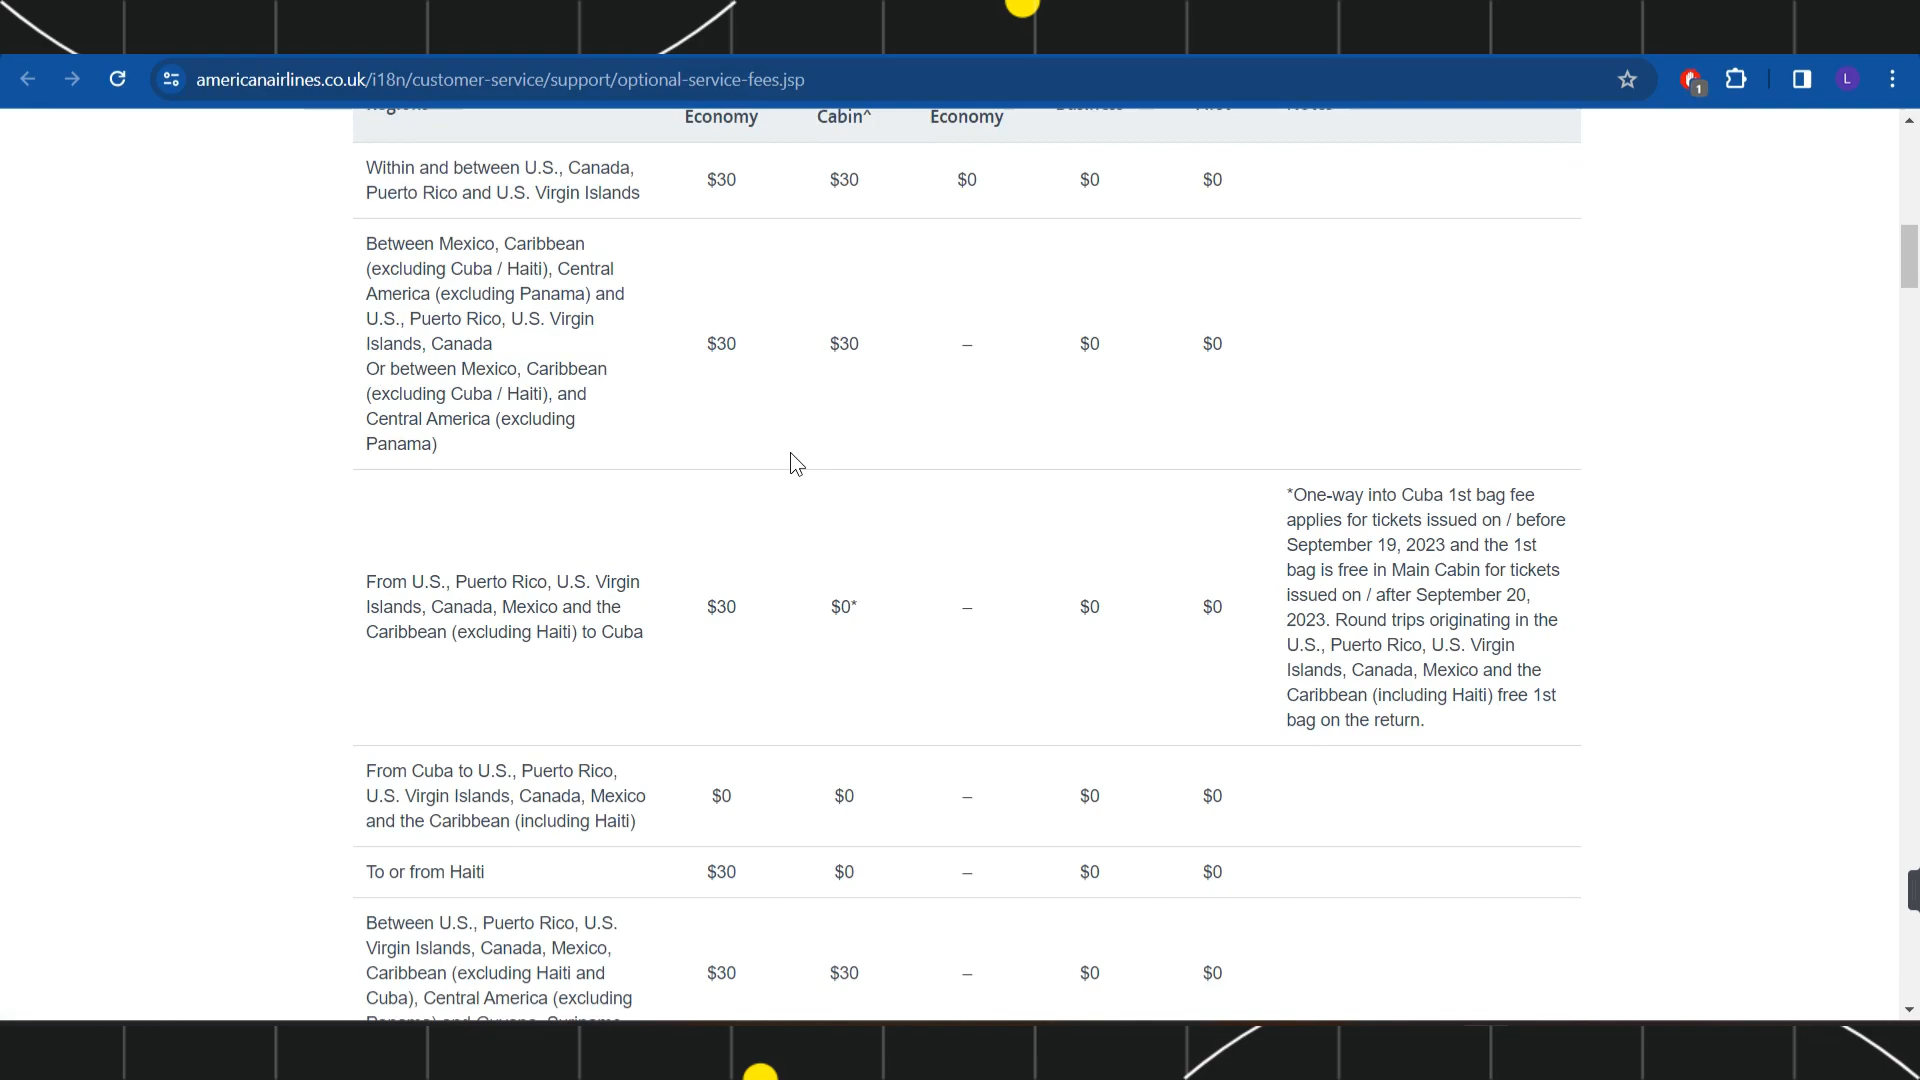 americanairlines.co.uk/i18n/customer-service/support/optional-service-fees.jsp
1
L
Economy Cabin^ Economy
Within and between U.S., Canada,
Puerto Rico and U.S. Virgin Islands
$30 $30 $0 $0 $0
Between Mexico, Caribbean
(excluding Cuba / Haiti), Central
America (excluding Panama) and
U.S., Puerto Rico, U.S. Virgin
Islands, Canada
Or between Mexico, Caribbean
(excluding Cuba / Haiti), and
Central America (excluding
Panama)
$30 $30 – $0 $0
From U.S., Puerto Rico, U.S. Virgin
Islands, Canada, Mexico and the
Caribbean (excluding Haiti) to Cuba
$30 $0* – $0 $0
*One-way into Cuba 1st bag fee
applies for tickets issued on / before
September 19, 2023 and the 1st
bag is free in Main Cabin for tickets
issued on / after September 20,
2023. Round trips originating in the
U.S., Puerto Rico, U.S. Virgin
Islands, Canada, Mexico and the
Caribbean (including Haiti) free 1st
bag on the return.
From Cuba to U.S., Puerto Rico,
U.S. Virgin Islands, Canada, Mexico
and the Caribbean (including Haiti)
$0 $0 – $0 $0
To or from Haiti $30 $0 – $0 $0
Between U.S., Puerto Rico, U.S.
Virgin Islands, Canada, Mexico,
Caribbean (excluding Haiti and
Cuba), Central America (excluding
$30 $30 – $0 $0